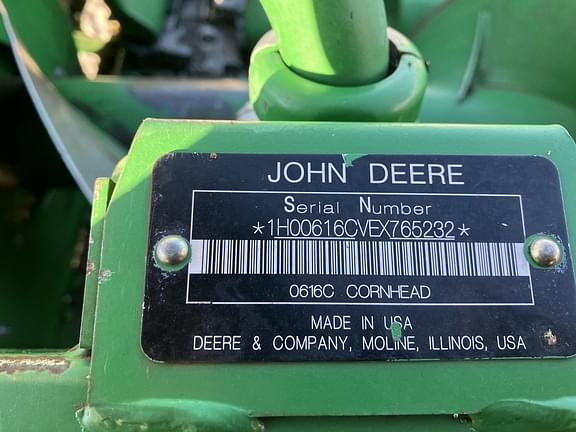 JOHN DEERE
Serial Number
*1H00616CVEX765232*
0616C CORNHEAD
MADE IN USA
DEERE & COMPANY, MOLINE, ILLINOIS, USA